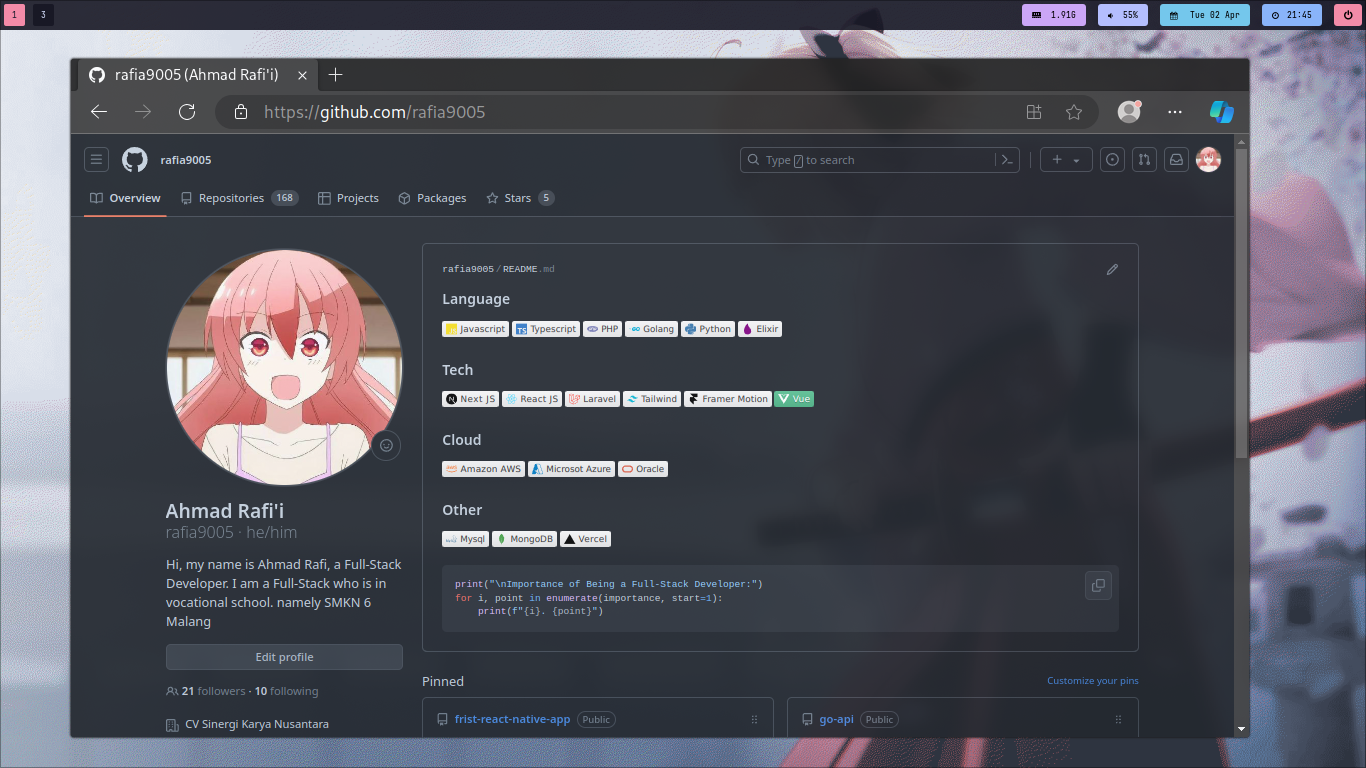 1 3 1.91G 55% Tue 02 Apr 21:45
rafia9005 (Ahmad Rafi'i)
https://github.com/rafia9005
rafia9005
Type / to search
Overview Repositories 168 Projects Packages Stars 5
rafia9005/README.md
Language
Javascript Typescript PHP Golang Python Elixir
Tech
Next JS React JS Laravel Tailwind Framer Motion Vue
Cloud
Amazon AWS Microsot Azure Oracle
Other
Mysql MongoDB Vercel
print("\nImportance of Being a Full-Stack Developer:")
for i, point in enumerate(importance, start=1):
    print(f"{i}. {point}")
Ahmad Rafi'i
rafia9005 · he/him
Hi, my name is Ahmad Rafi, a Full-Stack
Developer. I am a Full-Stack who is in
vocational school. namely SMKN 6
Malang
Edit profile
21 followers · 10 following
CV Sinergi Karya Nusantara
Pinned
Customize your pins
frist-react-native-app Public
go-api Public